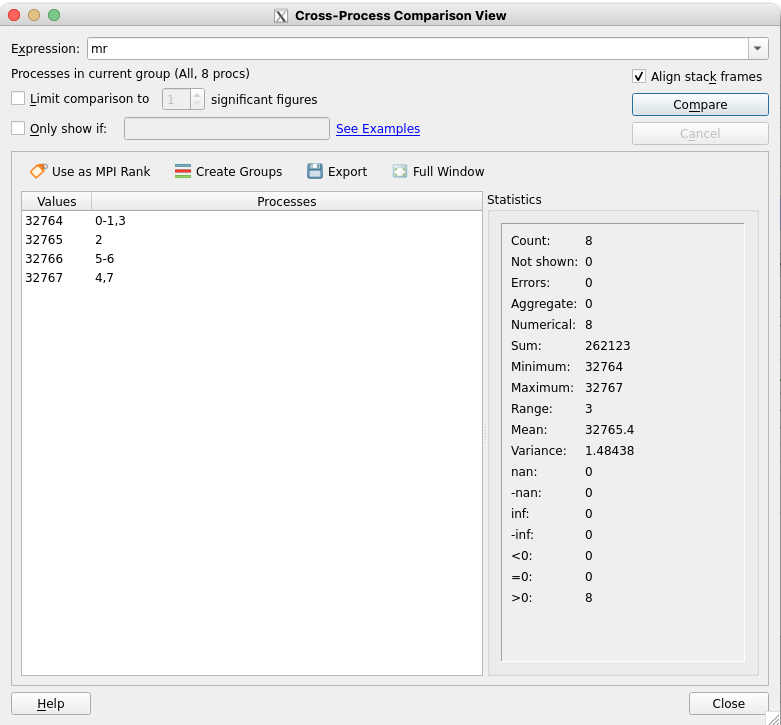 Cross-Process Comparison View
Expression: mr
Processes in current group (All, 8 procs)
Align stack frames
Limit comparison to 1 significant figures
Compare
Only show if: See Examples
Cancel
Use as MPI Rank Create Groups Export Full Window
Values Processes
32764 0-1,3
32765 2
32766 5-6
32767 4,7
Statistics
Count: 8
Not shown: 0
Errors: 0
Aggregate: 0
Numerical: 8
Sum: 262123
Minimum: 32764
Maximum: 32767
Range: 3
Mean: 32765.4
Variance: 1.48438
nan: 0
-nan: 0
inf: 0
-inf: 0
<0: 0
=0: 0
>0: 8
Help Close